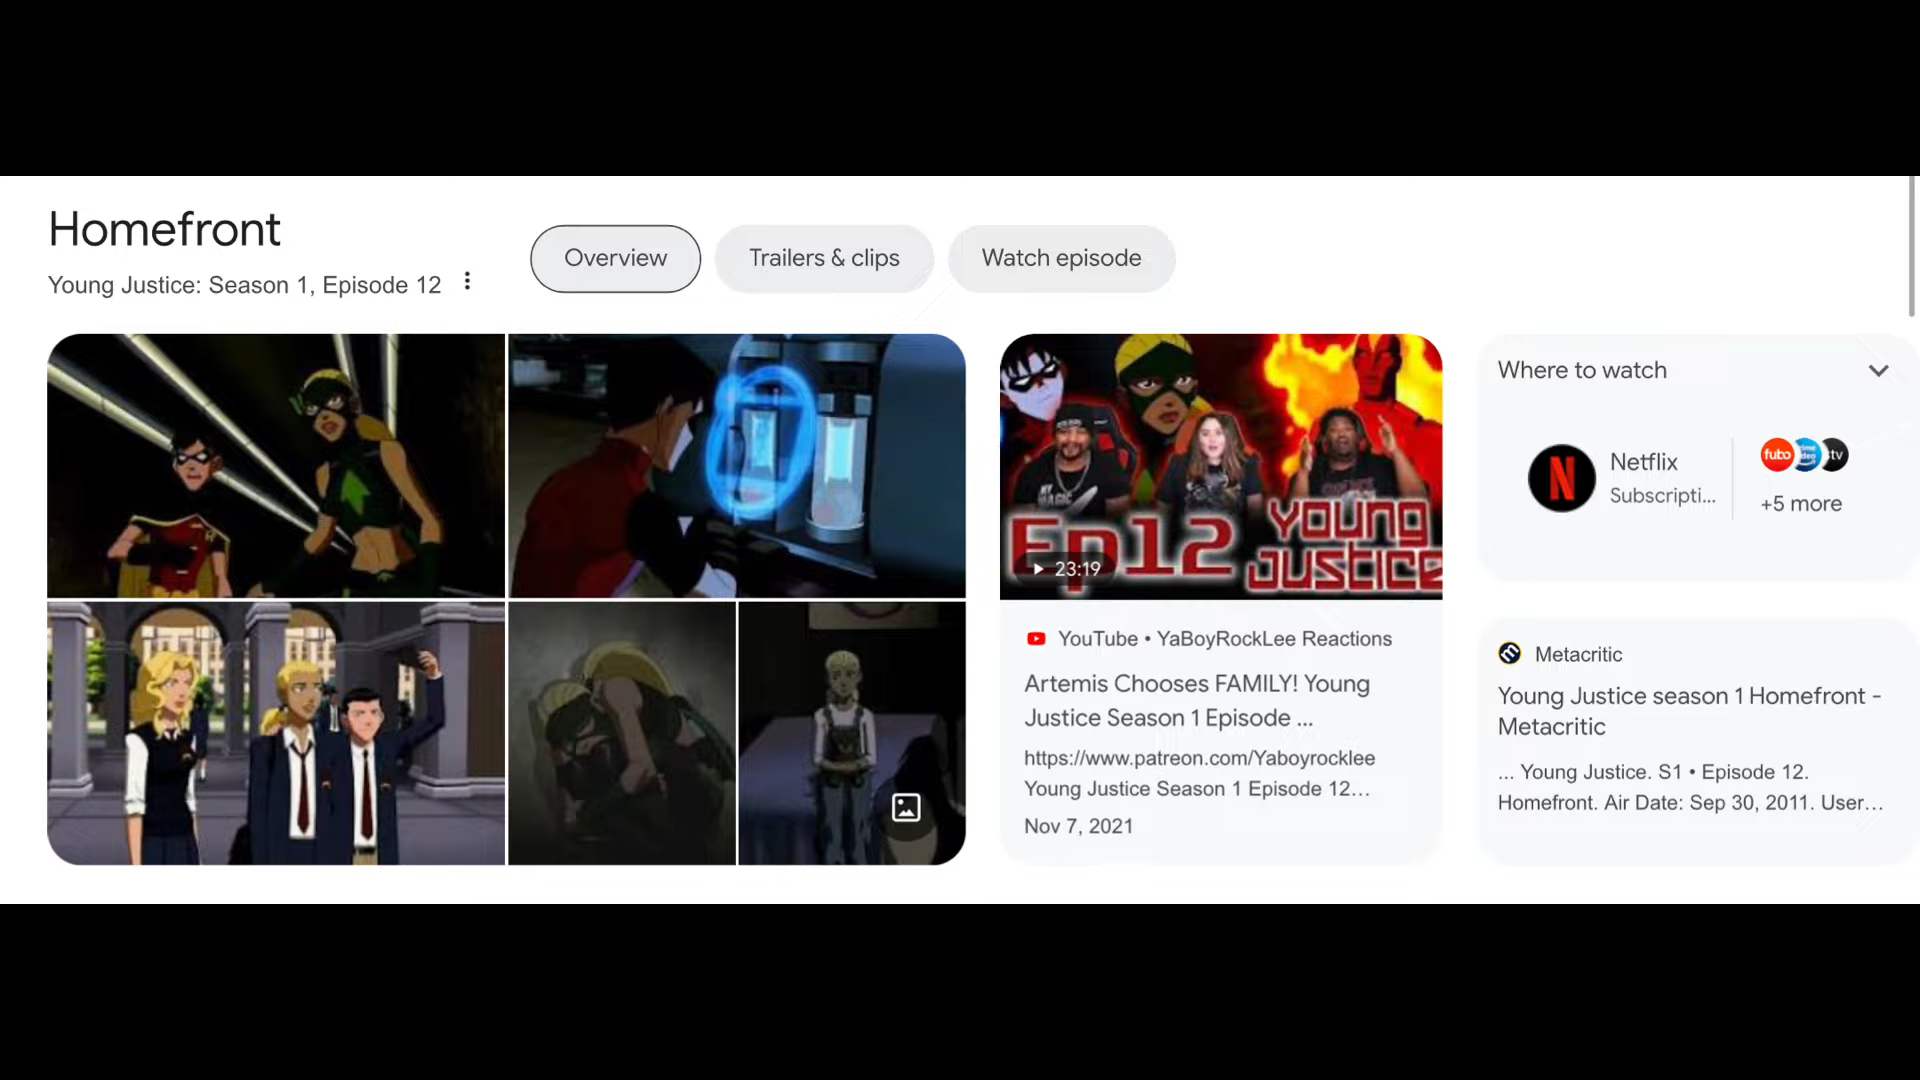 Homefront
Young Justice: Season 1, Episode 12
Overview
Trailers & clips
Watch episode
Ep12
YOUNG
JUSTICE
23:19
YouTube • YaBoyRockLee Reactions
Artemis Chooses FAMILY! Young
Justice Season 1 Episode ...
https://www.patreon.com/Yaboyrocklee
Young Justice Season 1 Episode 12...
Nov 7, 2021
Where to watch
N
Netflix
Subscripti...
fubo
tv
+5 more
Metacritic
Young Justice season 1 Homefront -
Metacritic
... Young Justice. S1 • Episode 12.
Homefront. Air Date: Sep 30, 2011. User...